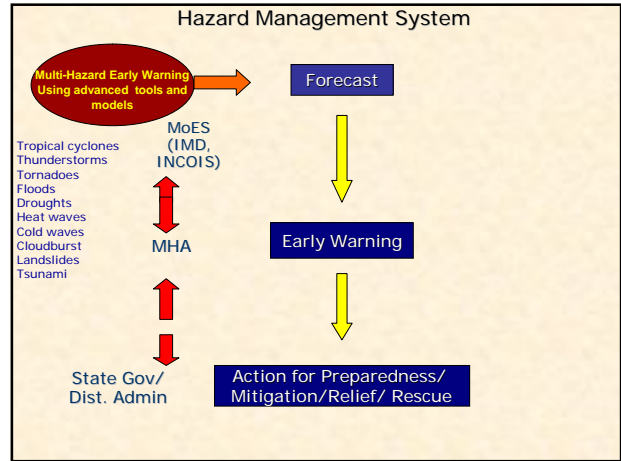 Hazard Management System
Multi-Hazard Early Warning
Using advanced tools and
models
Forecast
MoES
(IMD,
INCOIS)
Tropical cyclones
Thunderstorms
Tornadoes
Floods
Droughts
Heat waves
Cold waves
Cloudburst
Landslides
Tsunami
MHA
Early Warning
State Gov/
Dist. Admin
Action for Preparedness/
Mitigation/Relief/ Rescue